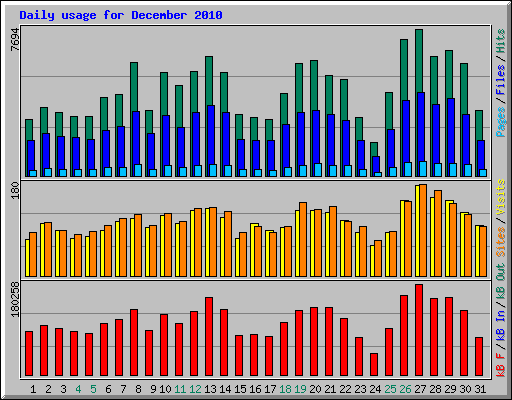 Daily usage for December 2010
7694
Pages / Files / Hits
180
Sites / Visits
180258
kB F / kB In / kB Out
1 2 3 4 5 6 7 8 9 10 11 12 13 14 15 16 17 18 19 20 21 22 23 24 25 26 27 28 29 30 31